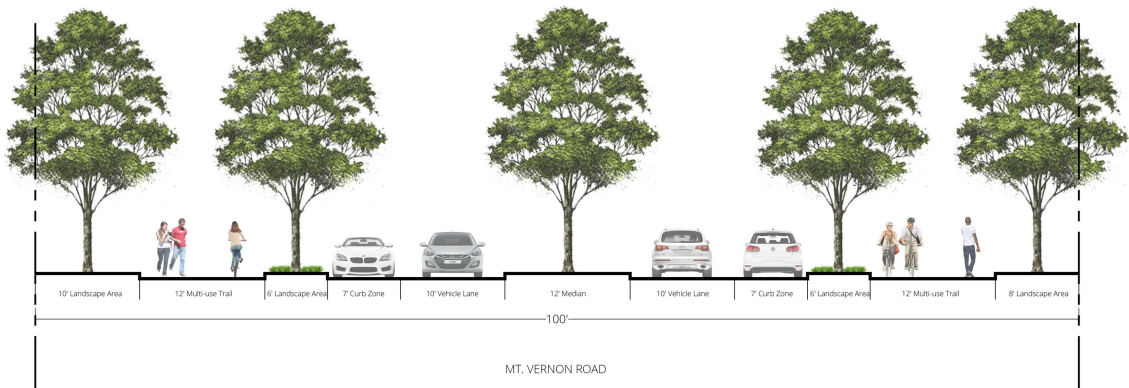 10' Landscape Area
12' Multi-use Trail
6' Landscape Area
7' Curb Zone
10' Vehicle Lane
12' Median
10' Vehicle Lane
7' Curb Zone
6' Landscape Area
12' Multi-use Trail
8' Landscape Area
100'
MT. VERNON ROAD